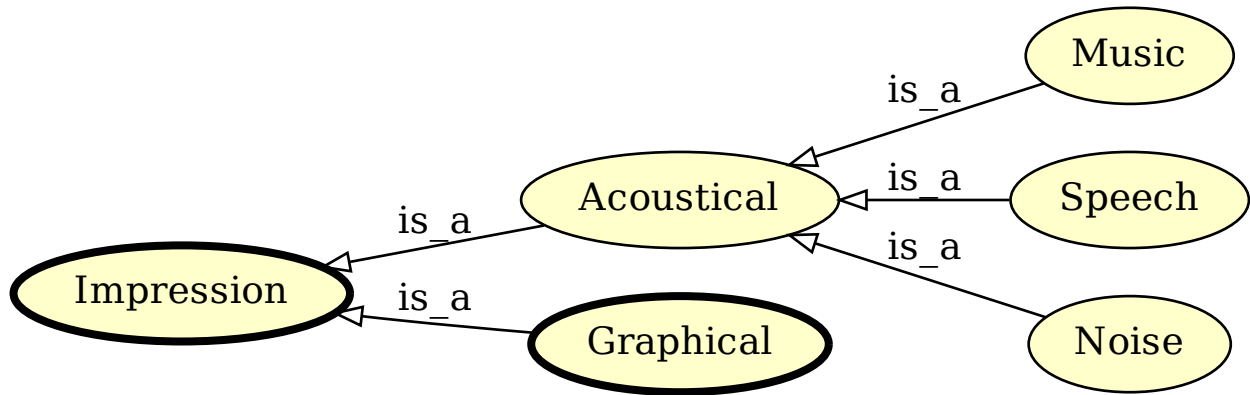 Music
is_a
Acoustical
is_a
Speech
is_a
is_a
Impression
is_a
Graphical
Noise